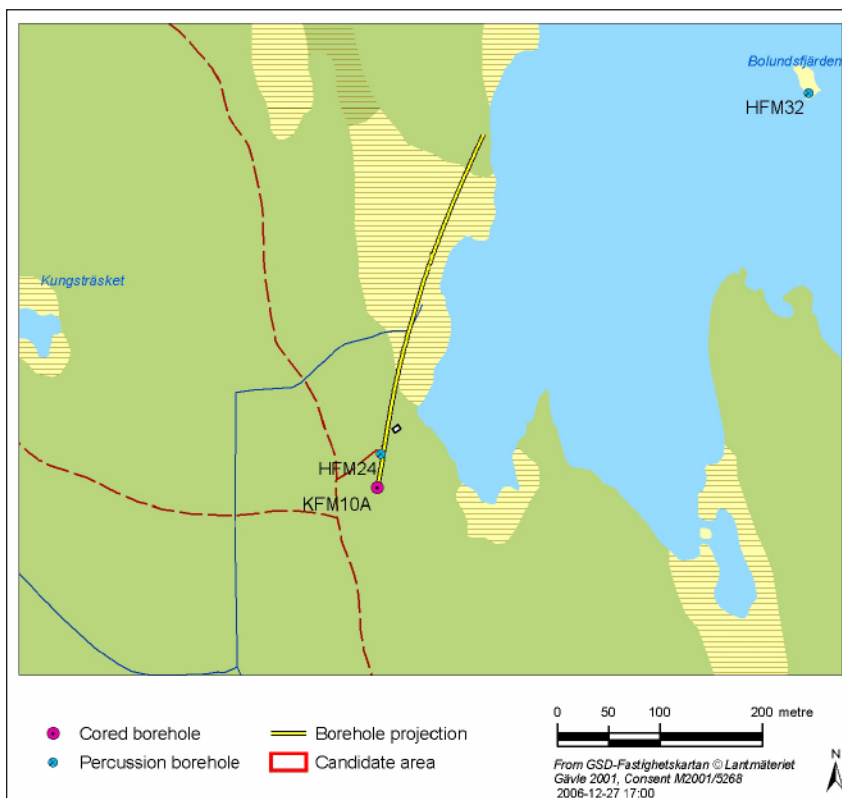 Bolundsfjärden
HFM32
Kungsträsket
HFM24
KFM10A
Cored borehole
Percussion borehole
Borehole projection
Candidate area
0 50 100 200 metre
From GSD-Fastighetskartan © Lantmäteriet
Gävle 2001, Consent M2001/5268
2006-12-27 17:00
N